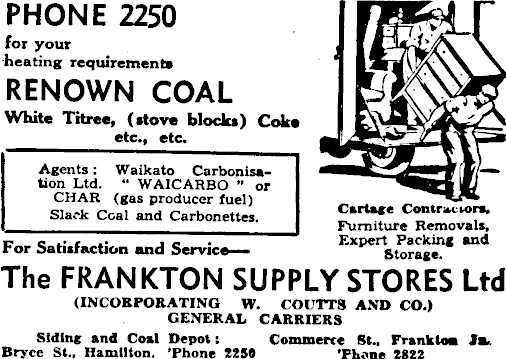 PHONE 2250
for your
heating requirements
RENOWN COAL
White Titree, (stove blocks) Coke
etc., etc.
Agents: Waikato Carbonisa-
tion Ltd. "WAICARBO" or
CHAR (gas producer fuel)
Slack Coal and Carbonettes.
Cartage Contractors,
Furniture Removals,
Expert Packing and
Storage.
For Satisfaction and Service—
The FRANKTON SUPPLY STORES Ltd
(INCORPORATING W. COUTTS AND CO.)
GENERAL CARRIERS
Siding and Coal Depot:
Bryce St., Hamilton. 'Phone 2250
Commerce St., Frankton Jn.
'Phone 2822